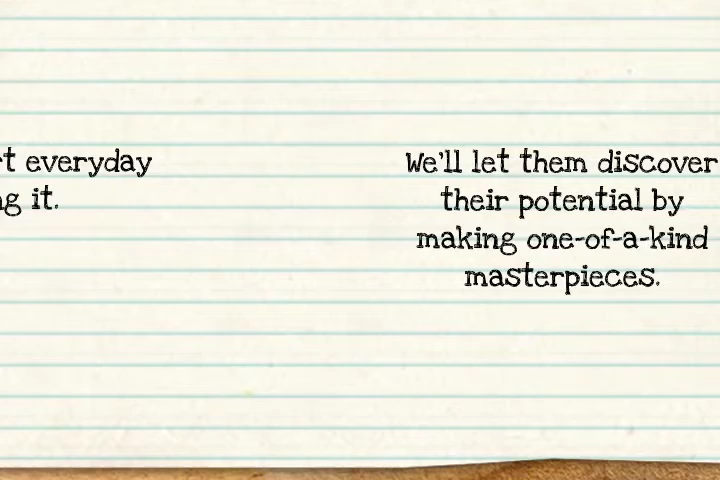 everyday
it.
We'll let them discover
their potential by
making one-of-a-kind
masterpieces.